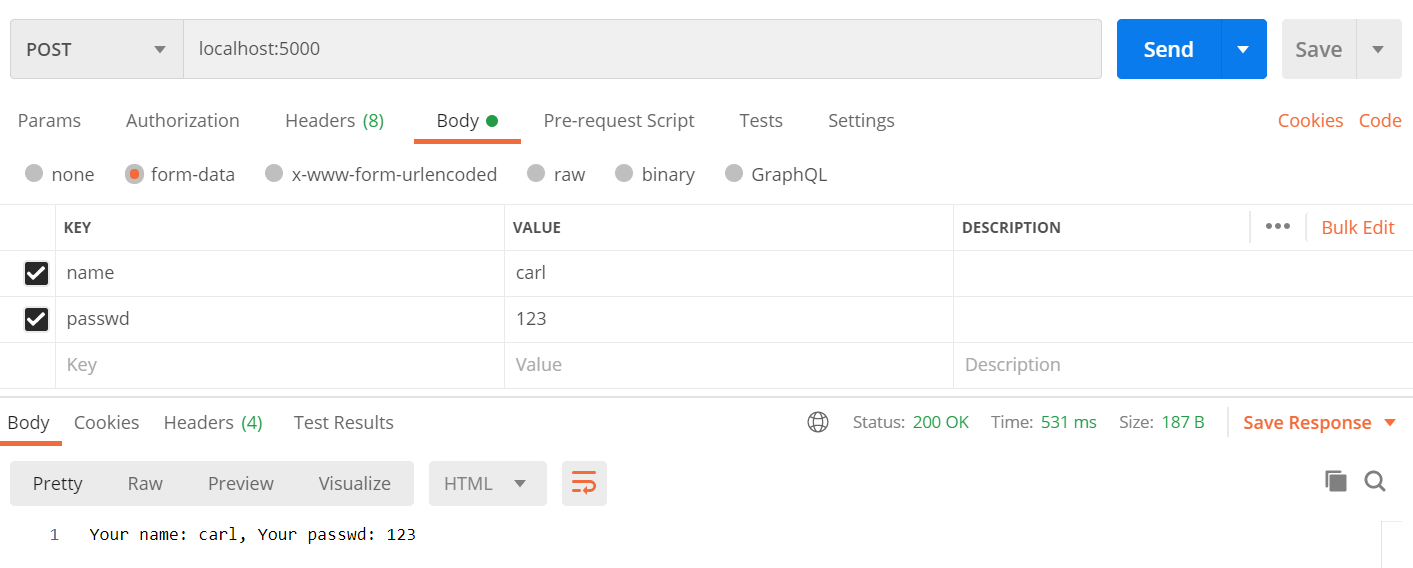 POST localhost:5000 Send Save
Params Authorization Headers (8) Body Pre-request Script Tests Settings Cookies Code
none form-data x-www-form-urlencoded raw binary GraphQL
KEY VALUE DESCRIPTION Bulk Edit
name carl
passwd 123
Key Value Description
Body Cookies Headers (4) Test Results Status: 200 OK Time: 531 ms Size: 187 B Save Response
Pretty Raw Preview Visualize HTML
1 Your name: carl, Your passwd: 123